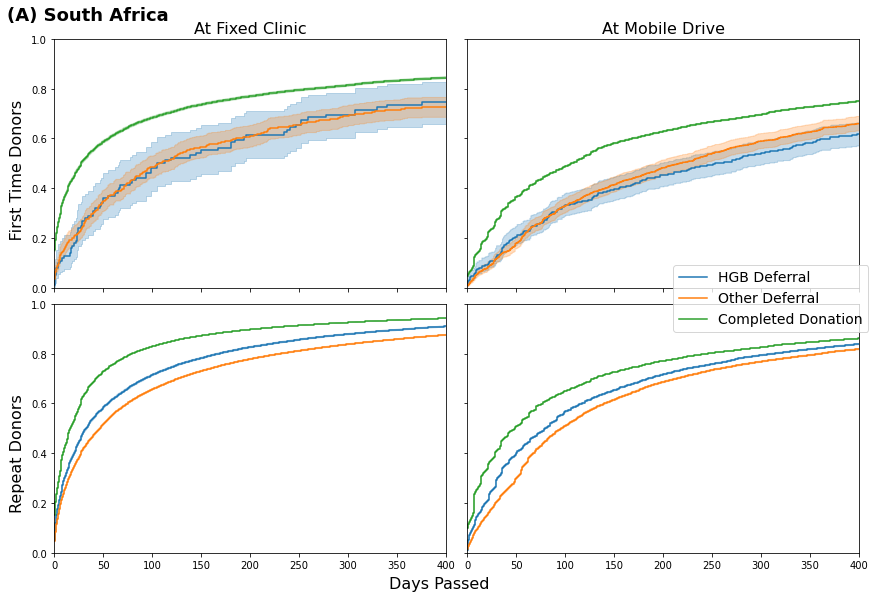 (A) South Africa
At Fixed Clinic At Mobile Drive
First Time Donors
1.0
0.8
0.6
0.4
0.2
0.0
HGB Deferral
Other Deferral
Completed Donation
Repeat Donors
1.0
0.8
0.6
0.4
0.2
0.0
0 50 100 150 200 250 300 350 400 0 50 100 150 200 250 300 350 400
Days Passed